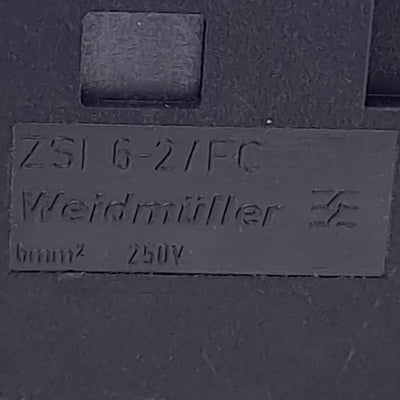 ZSI 6-2/FC
Weidmüller
6mm² 250V